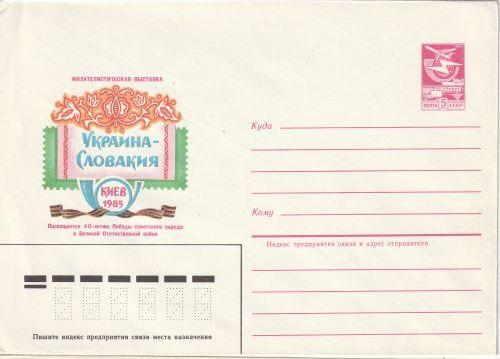 ФИЛАТЕЛИСТИЧЕСКАЯ ВЫСТАВКА
УКРАИНА-
СЛОВАКИЯ
КИЕВ
1985
Посвящается 40-летию Победы советского народа
в Великой Отечественной войне
ПОЧТА 5 СССР
Куда
Кому
Индекс предприятия связи и адрес отправителя
Пишите индекс предприятия связи места назначения